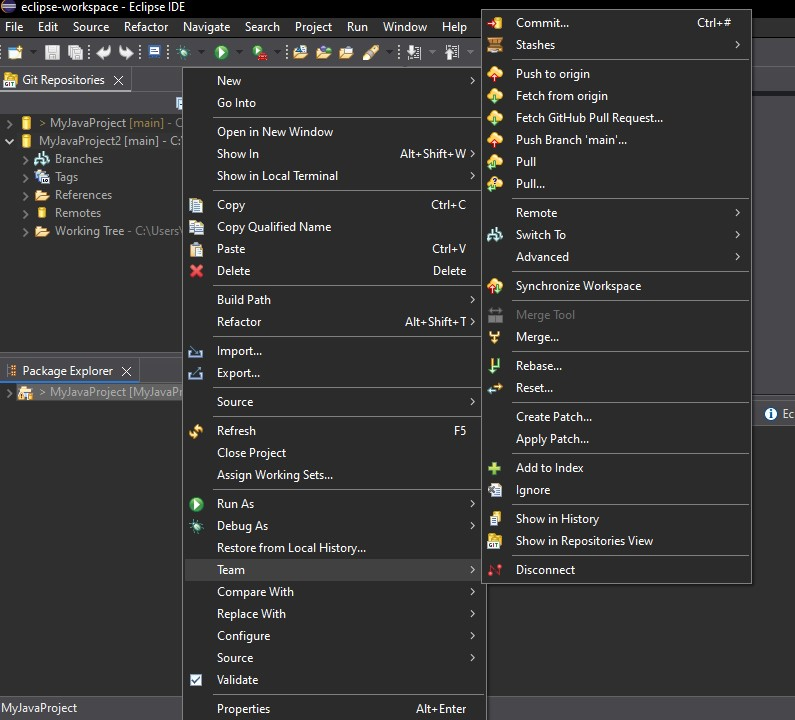 eclipse-workspace - Eclipse IDE
File Edit Source Refactor Navigate Search Project Run Window Help
Git Repositories
> MyJavaProject [main] - C:
MyJavaProject2 [main] - C:
Branches
Tags
References
Remotes
Working Tree - C:\Users\
Package Explorer
> MyJavaProject [MyJavaPr
MyJavaProject
New
Go Into
Open in New Window
Show In Alt+Shift+W
Show in Local Terminal
Copy Ctrl+C
Copy Qualified Name
Paste Ctrl+V
Delete Delete
Build Path
Refactor Alt+Shift+T
Import...
Export...
Source
Refresh F5
Close Project
Assign Working Sets...
Run As
Debug As
Restore from Local History...
Team
Compare With
Replace With
Configure
Source
Validate
Properties Alt+Enter
Commit... Ctrl+#
Stashes
Push to origin
Fetch from origin
Fetch GitHub Pull Request...
Push Branch 'main'...
Pull
Pull...
Remote
Switch To
Advanced
Synchronize Workspace
Merge Tool
Merge...
Rebase...
Reset...
Create Patch...
Apply Patch...
Add to Index
Ignore
Show in History
Show in Repositories View
Disconnect
Ec